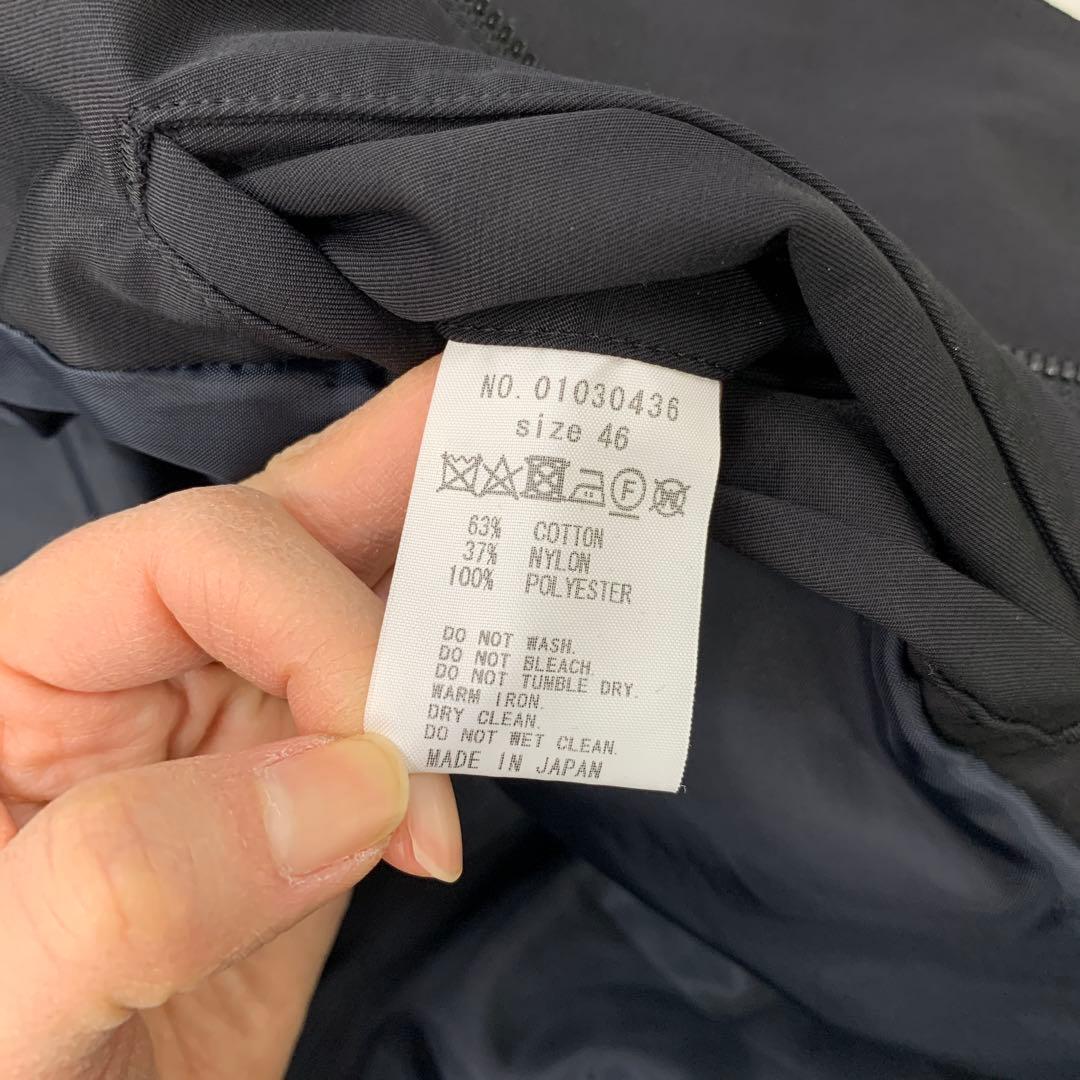 NO. 01030436
size 46
F W
63% COTTON
37% NYLON
100% POLYESTER
DO NOT WASH.
DO NOT BLEACH.
DO NOT TUMBLE DRY.
WARM IRON.
DRY CLEAN.
DO NOT WET CLEAN.
MADE IN JAPAN